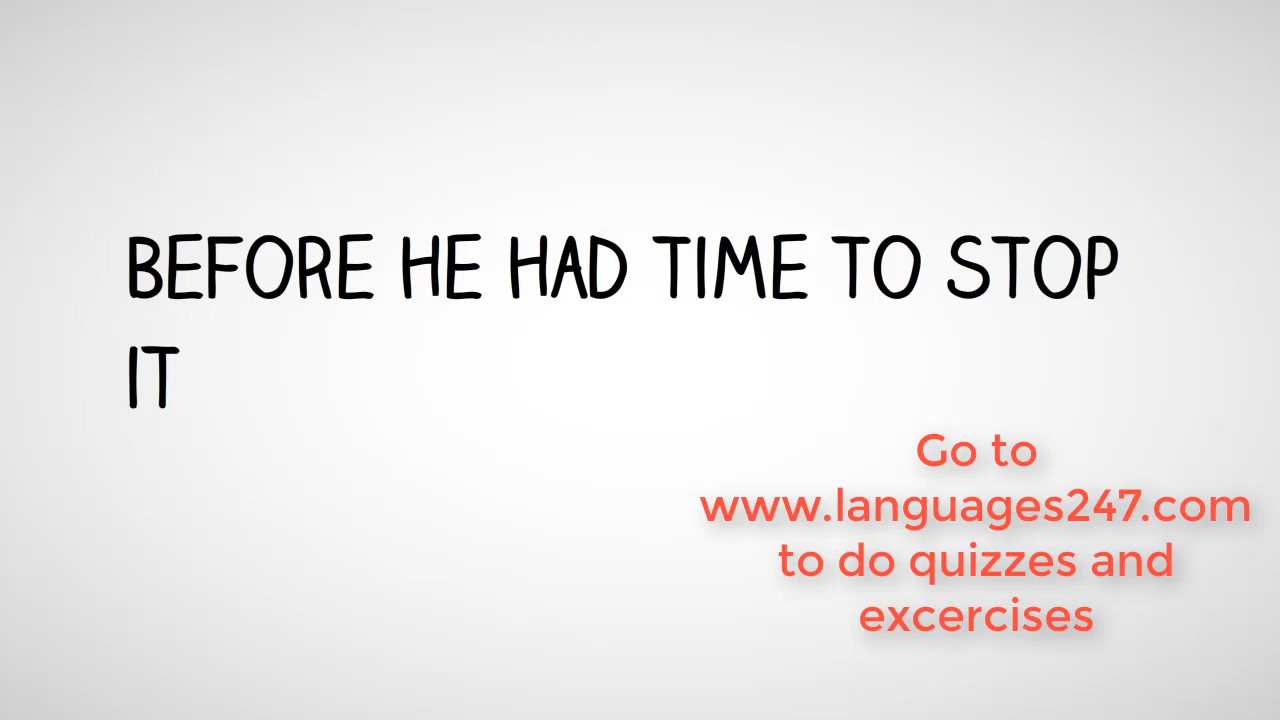 BEFORE HE HAD TIME TO STOP
IT
Go to
www.languages247.com
to do quizzes and
excercises